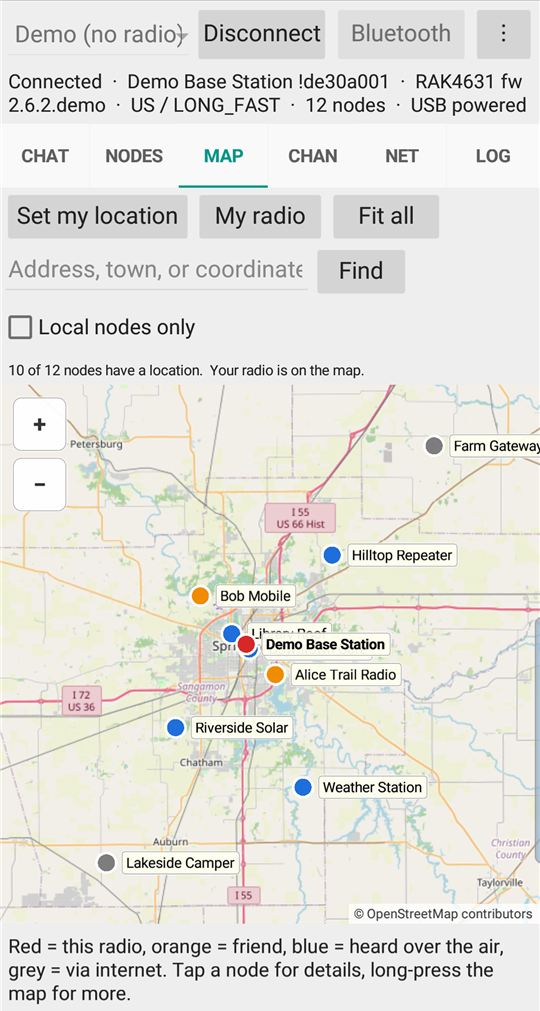 Demo (no radio)
Disconnect
Bluetooth
⋮
Connected · Demo Base Station !de30a001 · RAK4631 fw
2.6.2.demo · US / LONG_FAST · 12 nodes · USB powered
CHAT
NODES
MAP
CHAN
NET
LOG
Set my location
My radio
Fit all
Address, town, or coordinate
Find
Local nodes only
10 of 12 nodes have a location. Your radio is on the map.
+
−
Petersburg
Farm Gateway
I 55
US 66 Hist
Hilltop Repeater
Bob Mobile
Library Roof
Demo Base Station
Alice Trail Radio
Sangamon
County
I 72
US 36
Riverside Solar
Chatham
Weather Station
Auburn
Christian
County
Lakeside Camper
Taylorville
I 55
© OpenStreetMap contributors
Red = this radio, orange = friend, blue = heard over the air,
grey = via internet. Tap a node for details, long-press the
map for more.